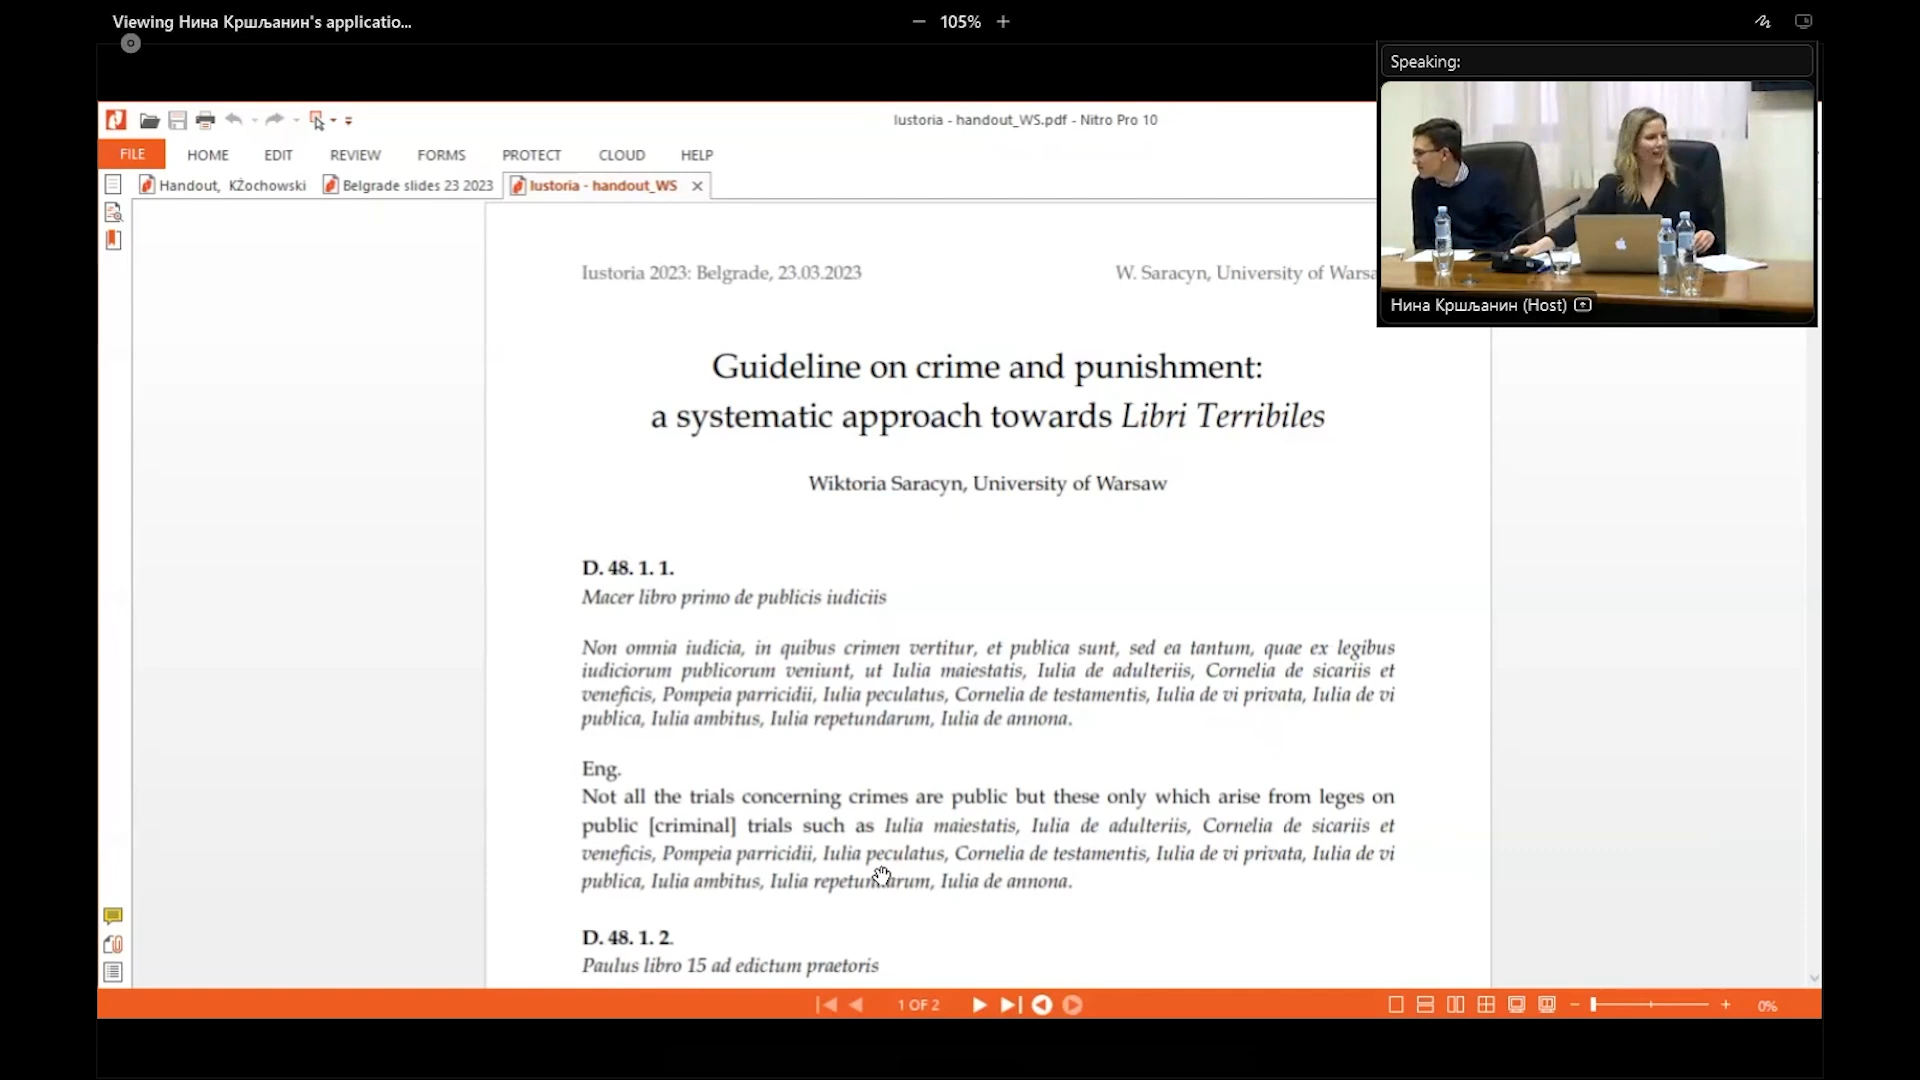 Viewing Нина Кршљанин's applicatio...
105%
Speaking:
Iustoria - handout_WS.pdf - Nitro Pro 10
FILE HOME EDIT REVIEW FORMS PROTECT CLOUD HELP
Handout, KŻochowski Belgrade slides 23 2023 Iustoria - handout_WS
Iustoria 2023: Belgrade, 23.03.2023 W. Saracyn, University of Warsa
Нина Кршљанин (Host)
Guideline on crime and punishment:
a systematic approach towards Libri Terribiles
Wiktoria Saracyn, University of Warsaw
D. 48. 1. 1.
Macer libro primo de publicis iudiciis
Non omnia iudicia, in quibus crimen vertitur, et publica sunt, sed ea tantum, quae ex legibus
iudiciorum publicorum veniunt, ut Iulia maiestatis, Iulia de adulteriis, Cornelia de sicariis et
veneficis, Pompeia parricidii, Iulia peculatus, Cornelia de testamentis, Iulia de vi privata, Iulia de vi
publica, Iulia ambitus, Iulia repetundarum, Iulia de annona.
Eng.
Not all the trials concerning crimes are public but these only which arise from leges on
public [criminal] trials such as Iulia maiestatis, Iulia de adulteriis, Cornelia de sicariis et
veneficis, Pompeia parricidii, Iulia peculatus, Cornelia de testamentis, Iulia de vi privata, Iulia de vi
publica, Iulia ambitus, Iulia repetundarum, Iulia de annona.
D. 48. 1. 2.
Paulus libro 15 ad edictum praetoris
1 OF 2
0%